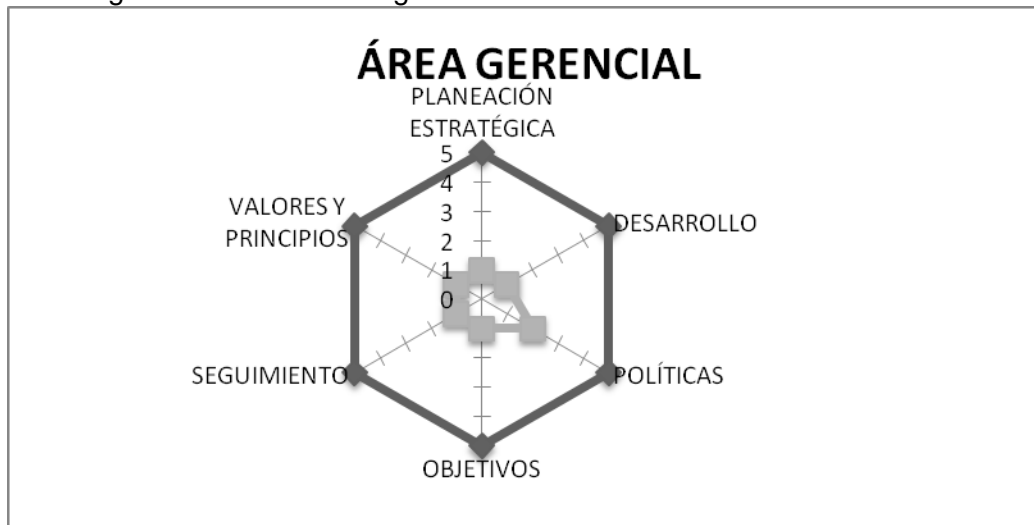 ÁREA GERENCIAL
PLANEACIÓN
ESTRATÉGICA
5
4
3
2
1
0
VALORES Y
PRINCIPIOS
DESARROLLO
SEGUIMIENTO
POLÍTICAS
OBJETIVOS